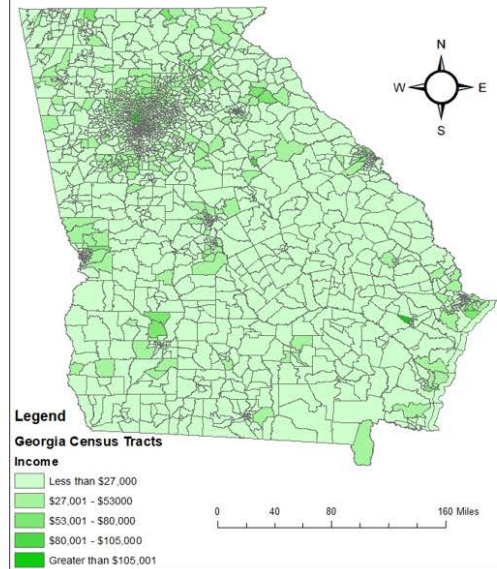 N
W E
S
Legend
Georgia Census Tracts
Income
Less than $27,000
$27,001 - $53000
$53,001 - $80,000
$80,001 - $105,000
Greater than $105,001
0 40 80 160 Miles